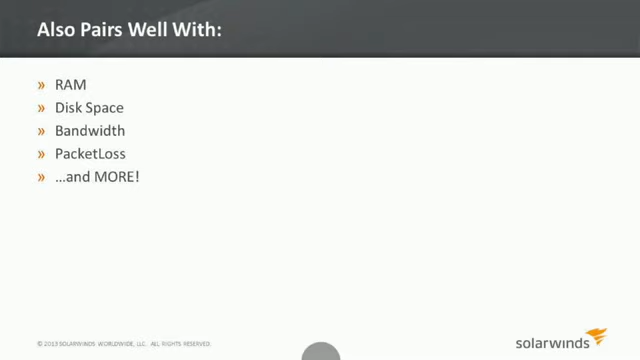 Also Pairs Well With:
» RAM
» Disk Space
» Bandwidth
» PacketLoss
» ...and MORE!
© 2013 SOLARWINDS WORLDWIDE, LLC. ALL RIGHTS RESERVED.
solarwinds